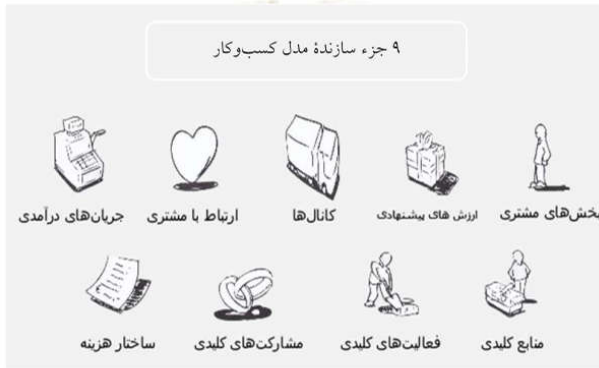 ۹ جزء سازندۀ مدل کسب‌وکار
بخش‌های مشتری
ارزش های پیشنهادی
کانال‌ها
ارتباط با مشتری
جریان‌های درآمدی
منابع کلیدی
فعالیت‌های کلیدی
مشارکت‌های کلیدی
ساختار هزینه